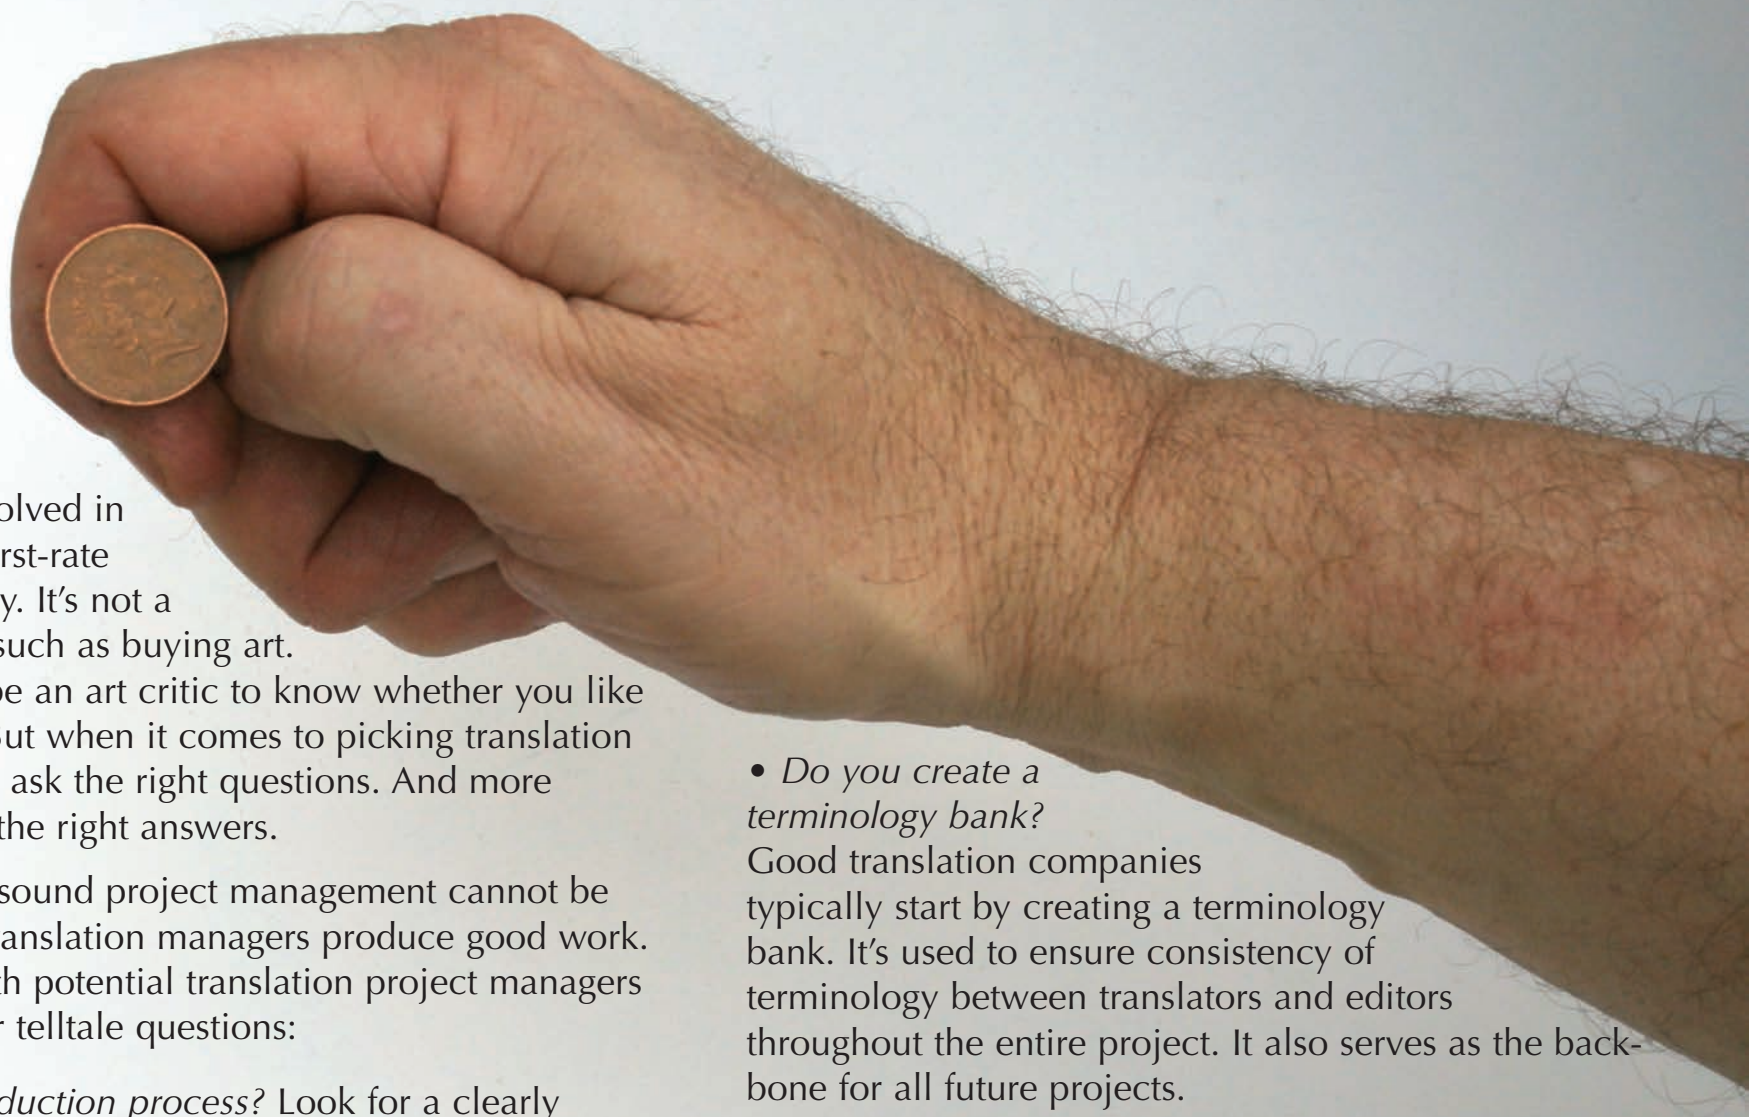 olved in
rst-rate
y. It's not a
such as buying art.
be an art critic to know whether you like
But when it comes to picking translation
ask the right questions. And more
the right answers.
sound project management cannot be
anslation managers produce good work.
th potential translation project managers
r telltale questions:
duction process? Look for a clearly
• Do you create a
terminology bank?
Good translation companies
typically start by creating a terminology
bank. It's used to ensure consistency of
terminology between translators and editors
throughout the entire project. It also serves as the back-
bone for all future projects.